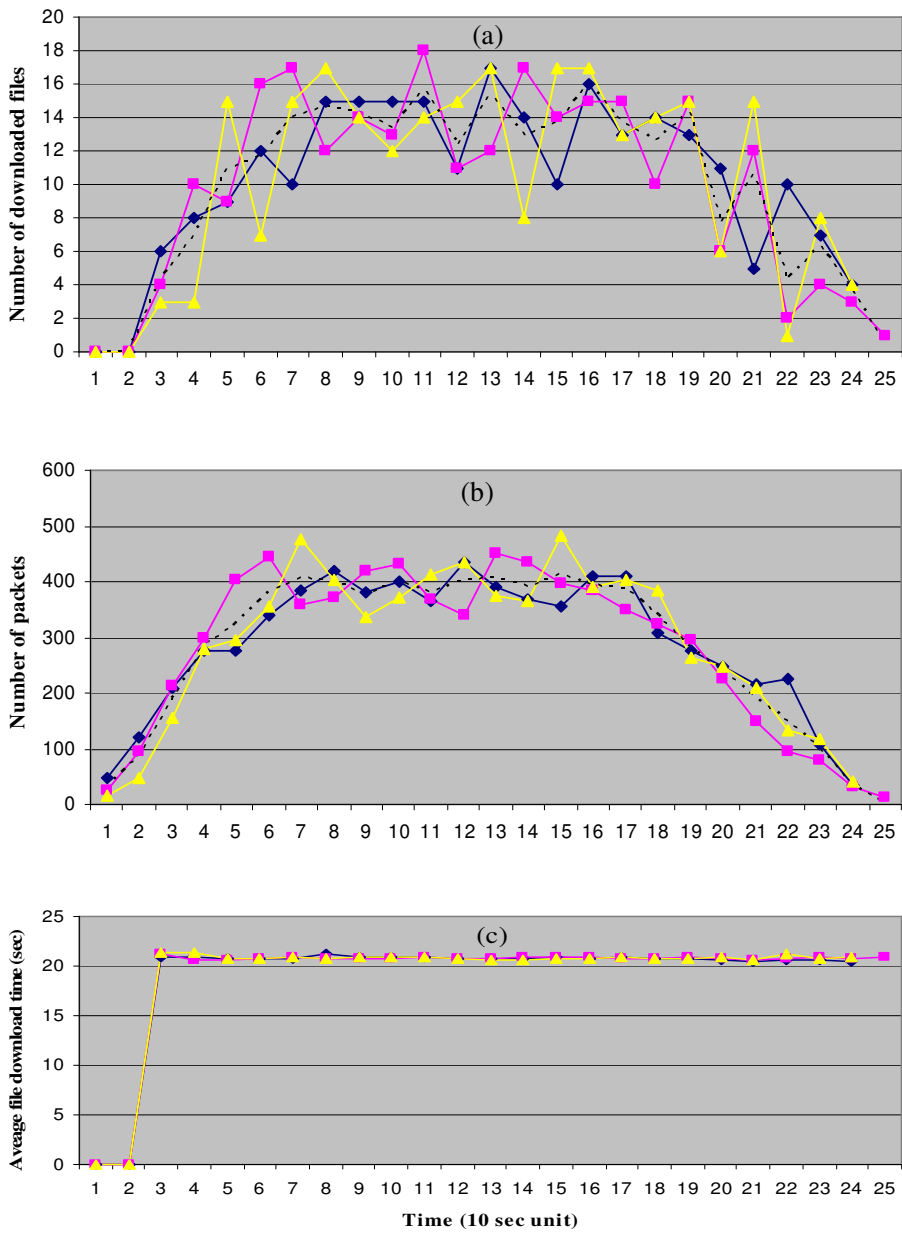 (a)
Number of downloaded files
20
18
16
14
12
10
8
6
4
2
0
1 2 3 4 5 6 7 8 9 10 11 12 13 14 15 16 17 18 19 20 21 22 23 24 25
(b)
Number of packets
600
500
400
300
200
100
0
1 2 3 4 5 6 7 8 9 10 11 12 13 14 15 16 17 18 19 20 21 22 23 24 25
(c)
Aveage file download time (sec)
25
20
15
10
5
0
1 2 3 4 5 6 7 8 9 10 11 12 13 14 15 16 17 18 19 20 21 22 23 24 25
Time (10 sec unit)